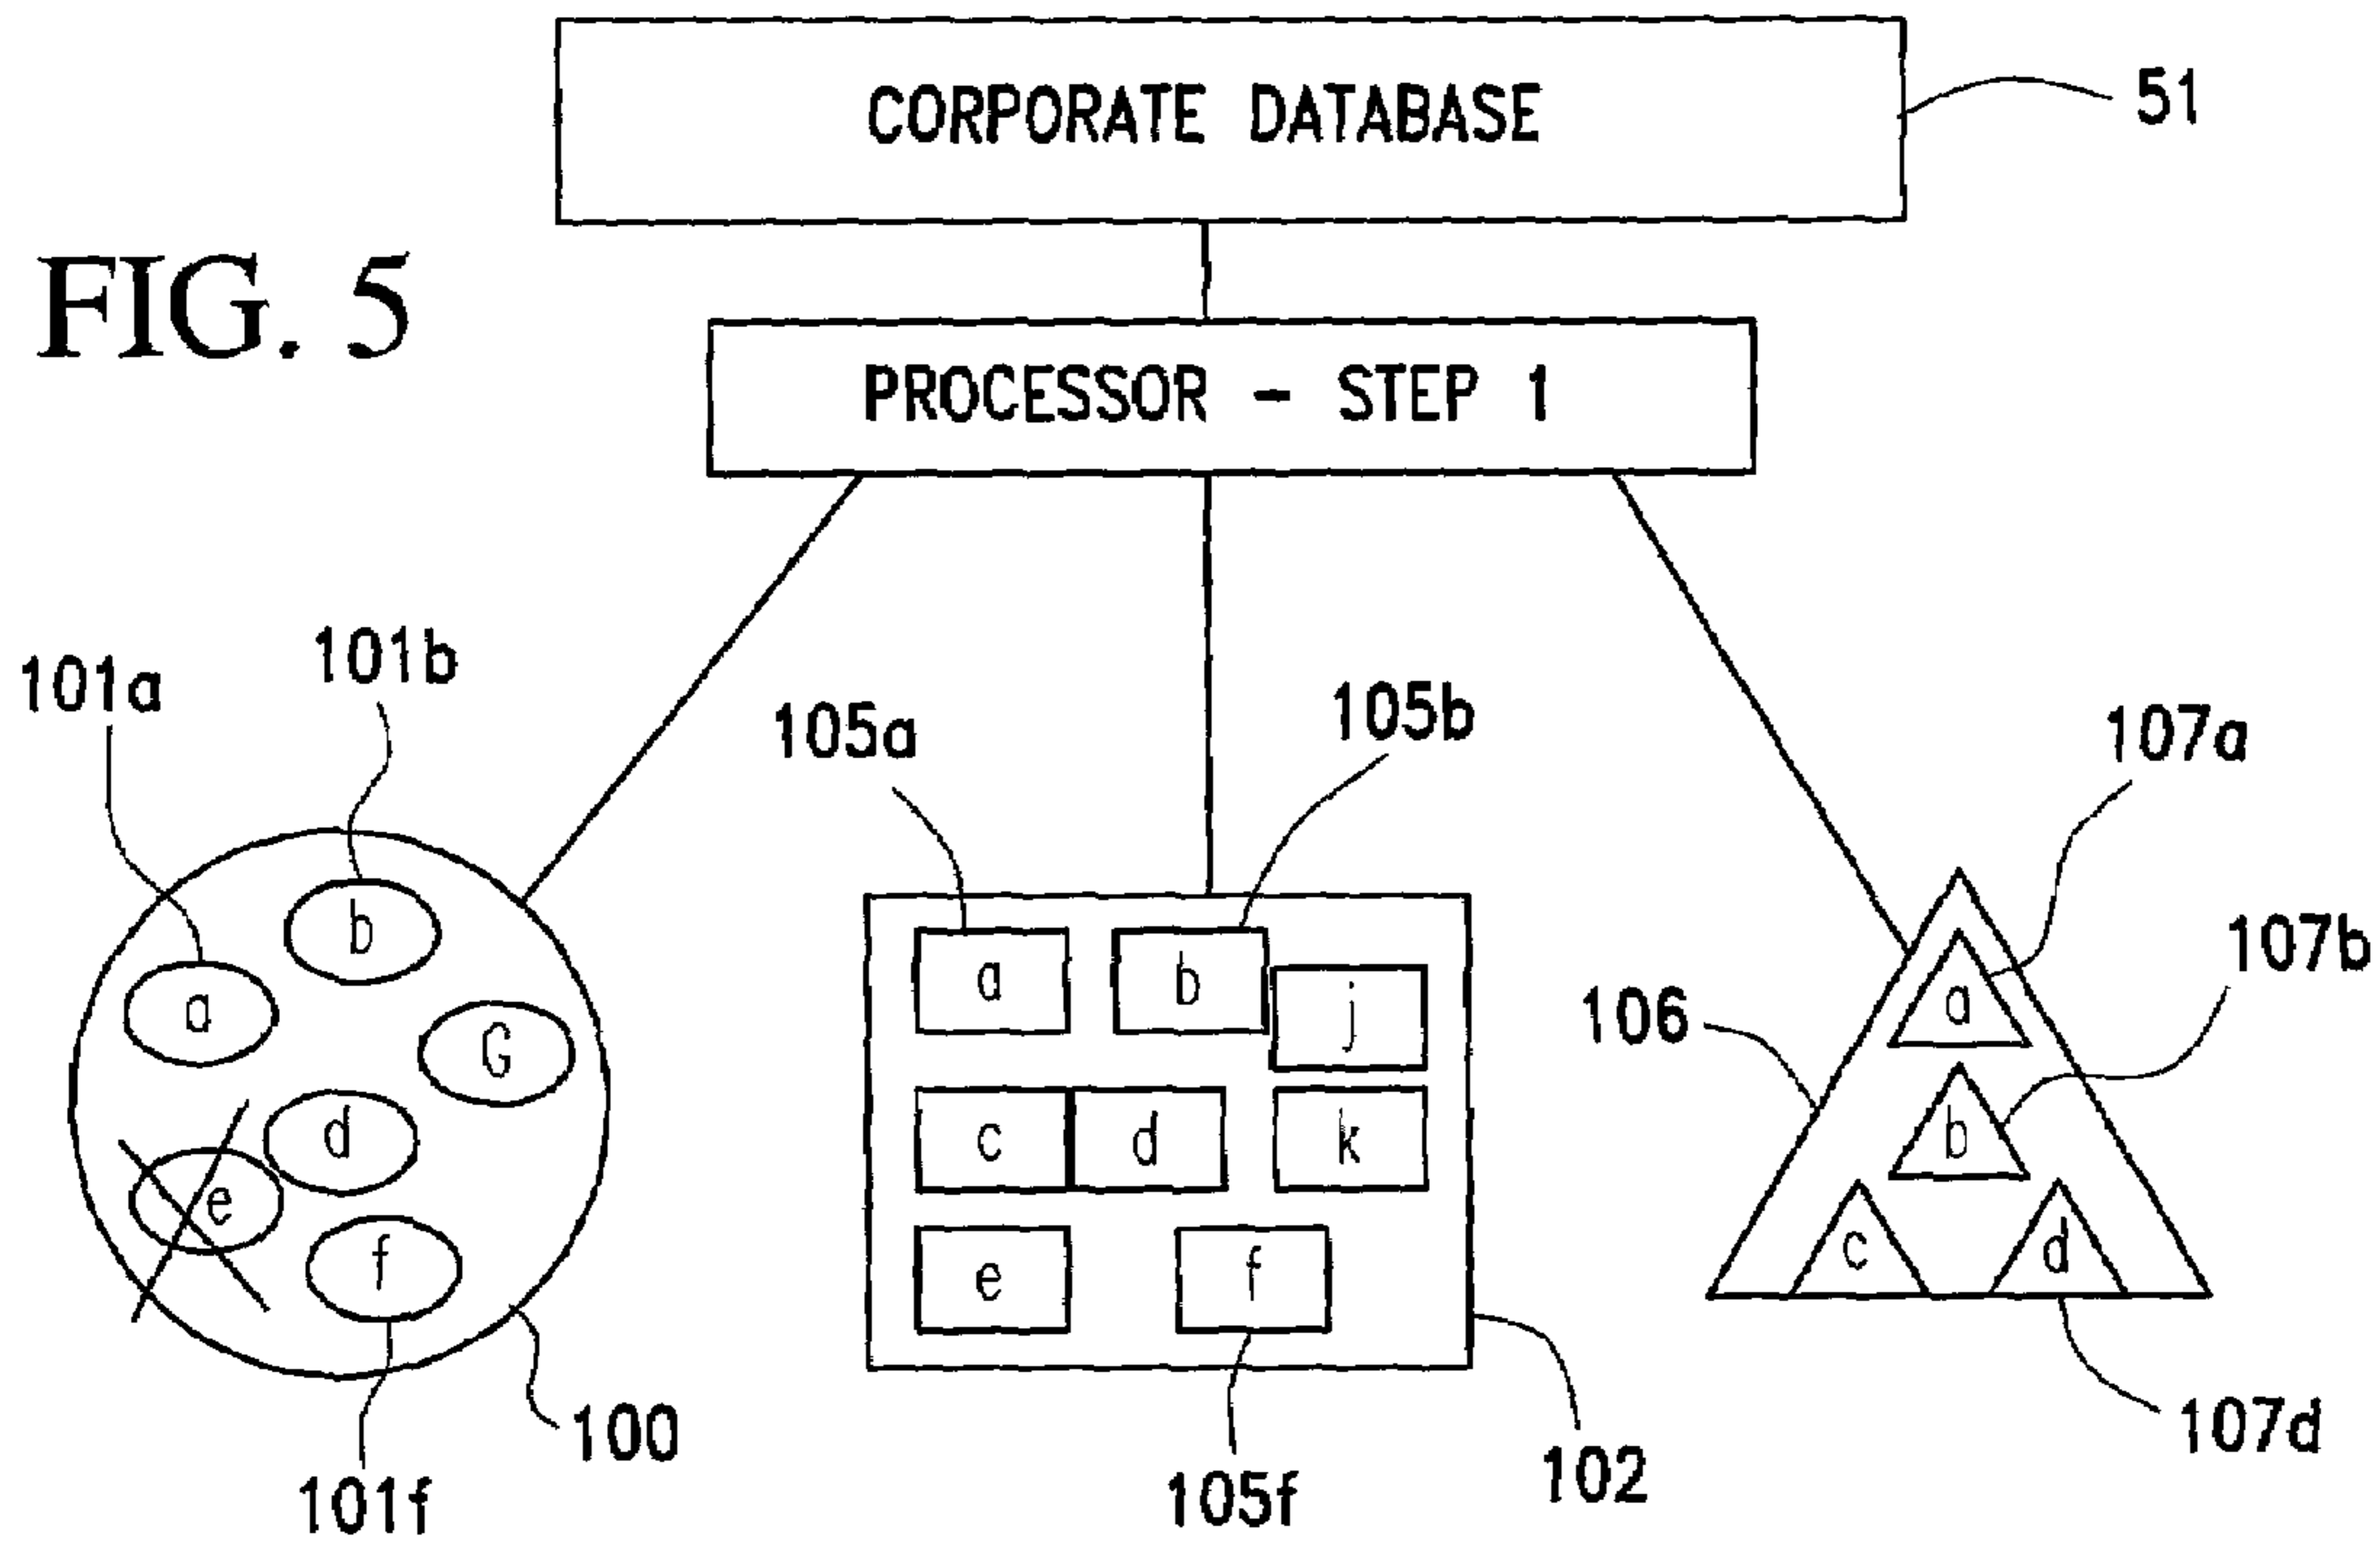 CORPORATE DATABASE
51
FIG. 5
PROCESSOR - STEP 1
101a
101b
105a
105b
107a
107b
106
b
a
G
d
e
f
a
b
j
c
d
k
e
f
a
b
c
d
100
101f
105f
102
107d